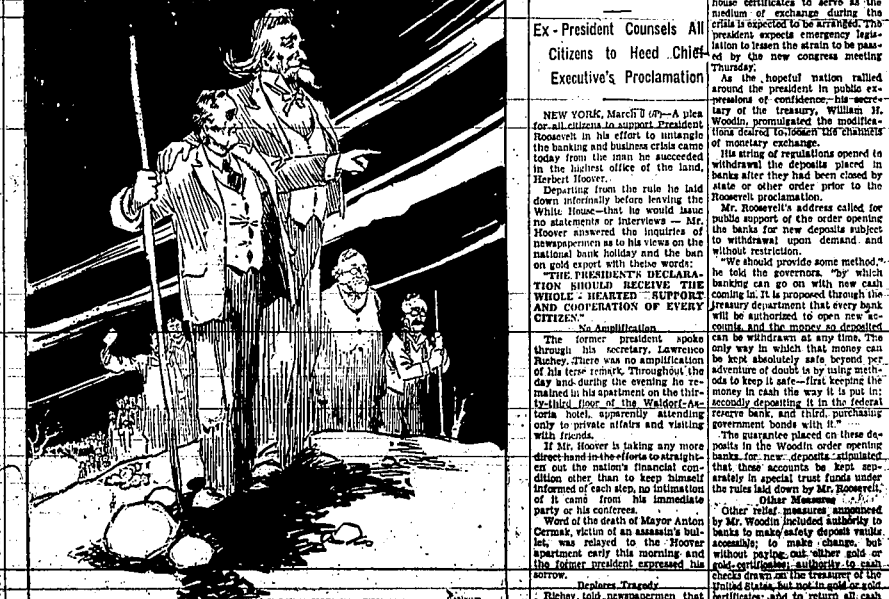 Ex - President Counsels All
Citizens to Heed Chief
Executive's Proclamation
NEW YORK, March 6 (AP)—A plea
for all citizens to support President
Roosevelt in his effort to untangle
the banking and business crisis came
today from the man he succeeded
in the highest office of the land,
Herbert Hoover.
Departing from the rule he laid
down informally before leaving the
White House—that he would issue
no statements or interviews — Mr.
Hoover answered the inquiries of
newspapermen as to his views on the
national bank holiday and the ban
on gold export with these words:
"THE PRESIDENT'S DECLARA-
TION SHOULD RECEIVE THE
WHOLE - HEARTED SUPPORT
AND COOPERATION OF EVERY
CITIZEN."
No Amplification
The former president spoke
through his secretary, Lawrence
Richey. There was no amplification
of his terse remark. Throughout the
day and during the evening he re-
mained in his apartment on the thir-
ty-third floor of the Waldorf-As-
toria hotel, apparently attending
only to private affairs and visiting
with friends.
If Mr. Hoover is taking any more
direct hand in the efforts to straight-
en out the nation's financial con-
dition other than to keep himself
informed of each step, no intimation
of it came from his immediate
party or his conferees.
Word of the death of Mayor Anton
Cermak, victim of an assassin's bul-
let, was relayed to the Hoover
apartment early this morning and
the former president expressed his
sorrow.
Deplores Tragedy
Richey told newspapermen that
house certificates to serve as the
medium of exchange during the
crisis is expected to be arranged. The
president expects emergency legis-
lation to lessen the strain to be pass-
ed by the new congress meeting
Thursday.
As the hopeful nation rallied
around the president in public ex-
pressions of confidence, his secre-
tary of the treasury, William H.
Woodin, promulgated the modifica-
tions desired to loosen the channels
of monetary exchange.
His string of regulations opened to
withdrawal the deposits placed in
banks after they had been closed by
state or other order prior to the
Roosevelt proclamation.
Mr. Roosevelt's address called for
public support of the order opening
the banks for new deposits subject
to withdrawal upon demand and
without restriction.
"We should provide some method,"
he told the governors, "by which
banking can go on with new cash
coming in. It is proposed through the
treasury department that every bank
will be authorized to open new ac-
counts, and the money so deposited
can be withdrawn at any time. The
only way in which that money can
be kept absolutely safe beyond per
adventure of doubt is by using meth-
ods to keep it safe—first keeping the
money in cash the way it is put in;
secondly depositing it in the federal
reserve bank, and third, purchasing
government bonds with it."
The guarantee placed on these de-
posits in the Woodin order opening
banks for new deposits stipulated
that these accounts be kept sep-
arately in special trust funds under
the rules laid down by Mr. Roosevelt.
Other Measures
Other relief measures announced
by Mr. Woodin included authority to
banks to make safety deposit vaults
accessible; to make change, but
without paying out either gold or
gold certificates; authority to cash
checks drawn on the treasurer of the
United States, but not in gold or gold
certificates; and to return all cash